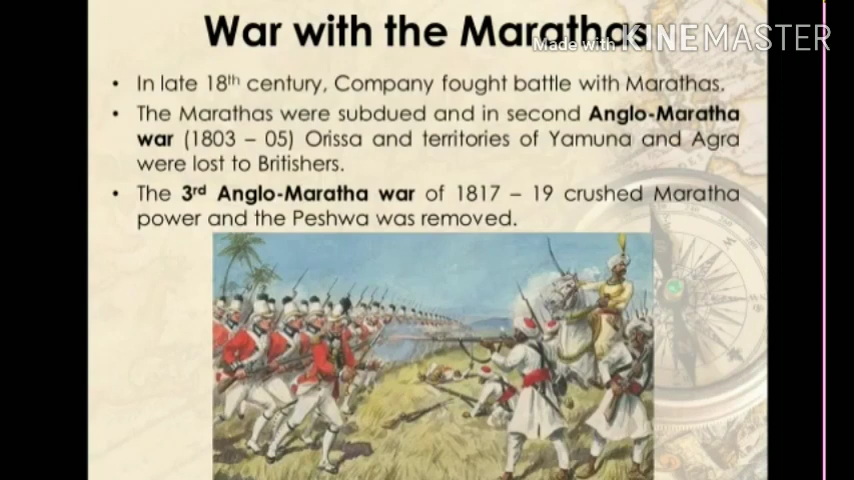 War with the Marathas
Made with KINEMASTER
• In late 18th century, Company fought battle with Marathas.
• The Marathas were subdued and in second Anglo-Maratha
war (1803 – 05) Orissa and territories of Yamuna and Agra
were lost to Britishers.
• The 3rd Anglo-Maratha war of 1817 – 19 crushed Maratha
power and the Peshwa was removed.